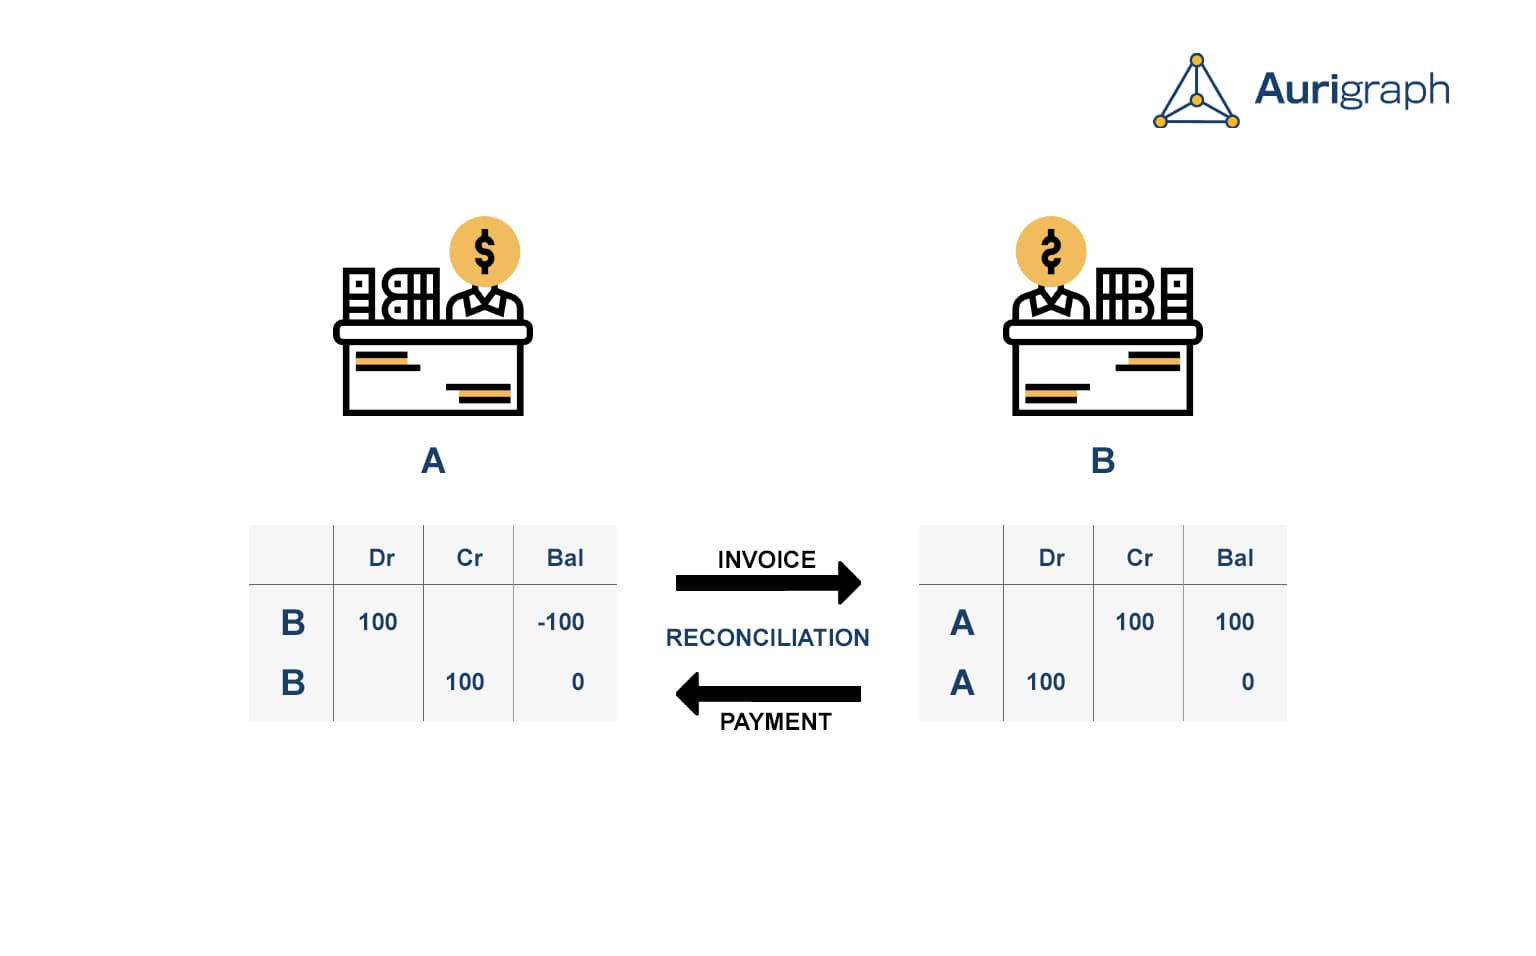 Aurigraph
$
$
A
B
Dr Cr Bal
B 100 -100
B 100 0
INVOICE
RECONCILIATION
PAYMENT
Dr Cr Bal
A 100 100
A 100 0